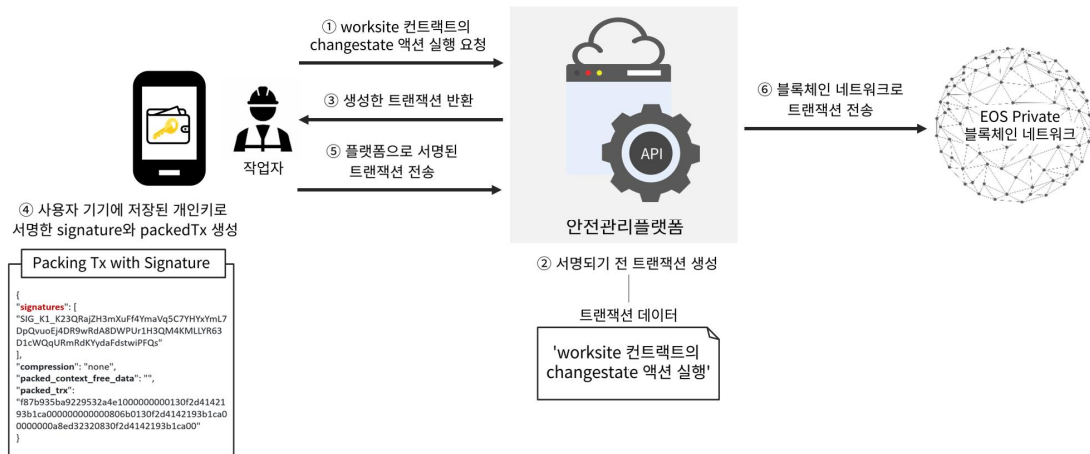 ① worksite 컨트랙트의
changestate 액션 실행 요청
③ 생성한 트랜잭션 반환
작업자
⑤ 플랫폼으로 서명된
트랜잭션 전송
API
안전관리플랫폼
⑥ 블록체인 네트워크로
트랜잭션 전송
EOS Private
블록체인 네트워크
④ 사용자 기기에 저장된 개인키로
서명한 signature와 packedTx 생성
Packing Tx with Signature
{
"signatures": [
"SIG_K1_K23QRajZH3mXuFf4YmaVq5C7YHYxYmL7
DpQvuoEj4DR9wRdA8DWPUr1H3QM4KMLLYR63
D1cWQqURmRdKYydaFdstwiPFQs"
],
"compression": "none",
"packed_context_free_data": "",
"packed_trx":
"f87b935ba9229532a4e1000000000130f2d4142
193b1ca0000000000000806b0130f2d4142193b1ca0
0000000a8ed32320830f2d4142193b1ca00"
}
② 서명되기 전 트랜잭션 생성
트랜잭션 데이터
'worksite 컨트랙트의
changestate 액션 실행'